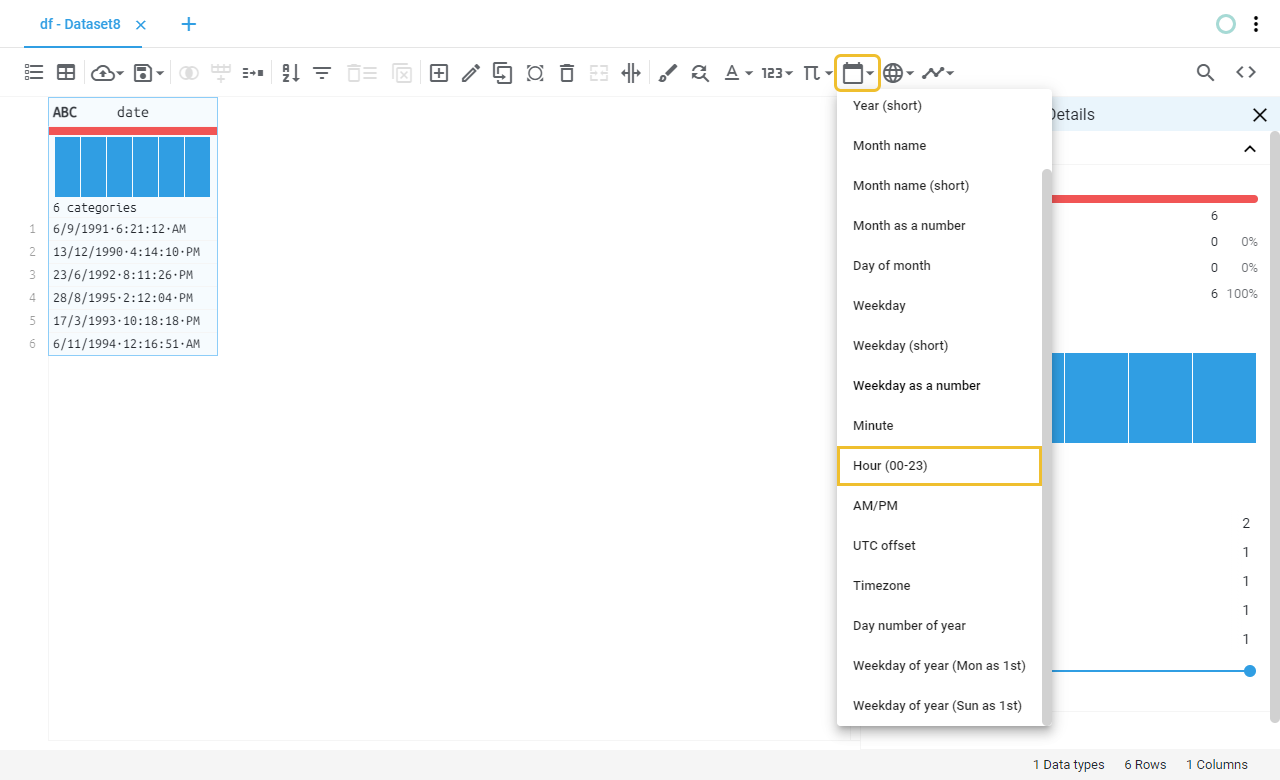 df - Dataset8
A
Z
123
ABC date
6 categories
1 6/9/1991·6:21:12·AM
2 13/12/1990·4:14:10·PM
3 23/6/1992·8:11:26·PM
4 28/8/1995·2:12:04·PM
5 17/3/1993·10:18:18·PM
6 6/11/1994·12:16:51·AM
Year (short)
Month name
Month name (short)
Month as a number
Day of month
Weekday
Weekday (short)
Weekday as a number
Minute
Hour (00-23)
AM/PM
UTC offset
Timezone
Day number of year
Weekday of year (Mon as 1st)
Weekday of year (Sun as 1st)
Details
6
0 0%
0 0%
6 100%
2
1
1
1
1
1 Data types 6 Rows 1 Columns